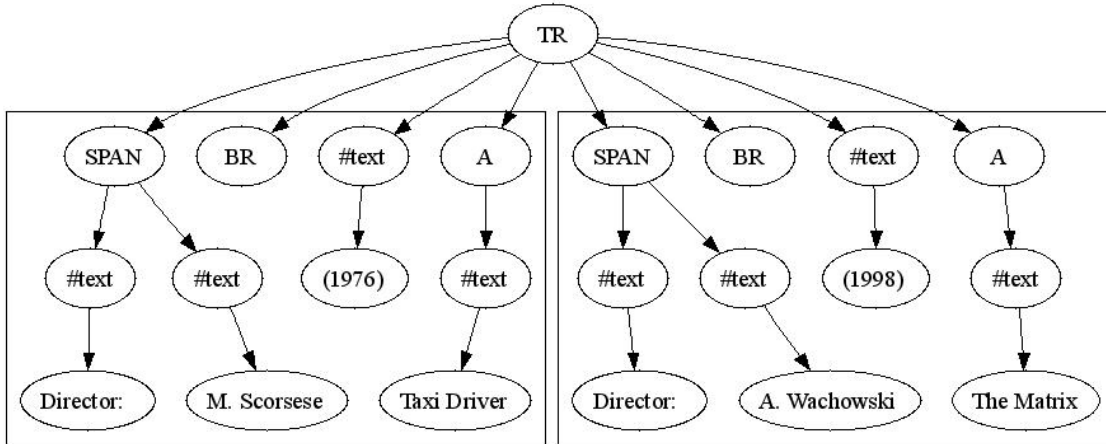 TR
SPAN BR #text A SPAN BR #text A
#text #text (1976) #text #text #text (1998) #text
Director: M. Scorsese Taxi Driver Director: A. Wachowski The Matrix